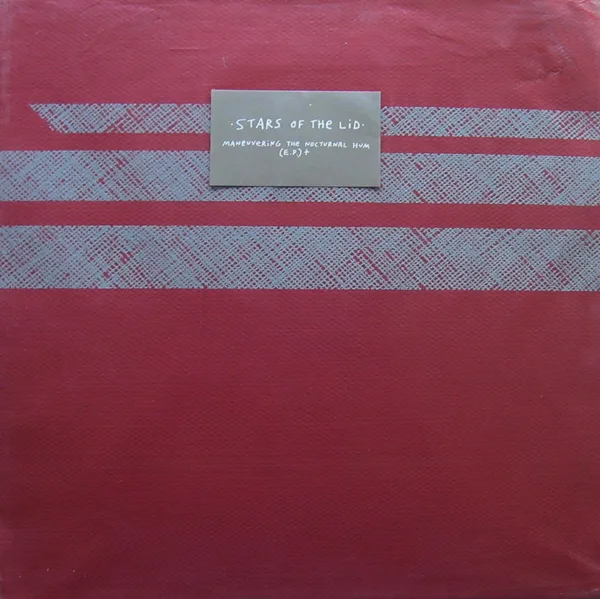 ·STARS OF THE LiD·
MANEUVERING THE NOCTURNAL HUM
(E.P.) +